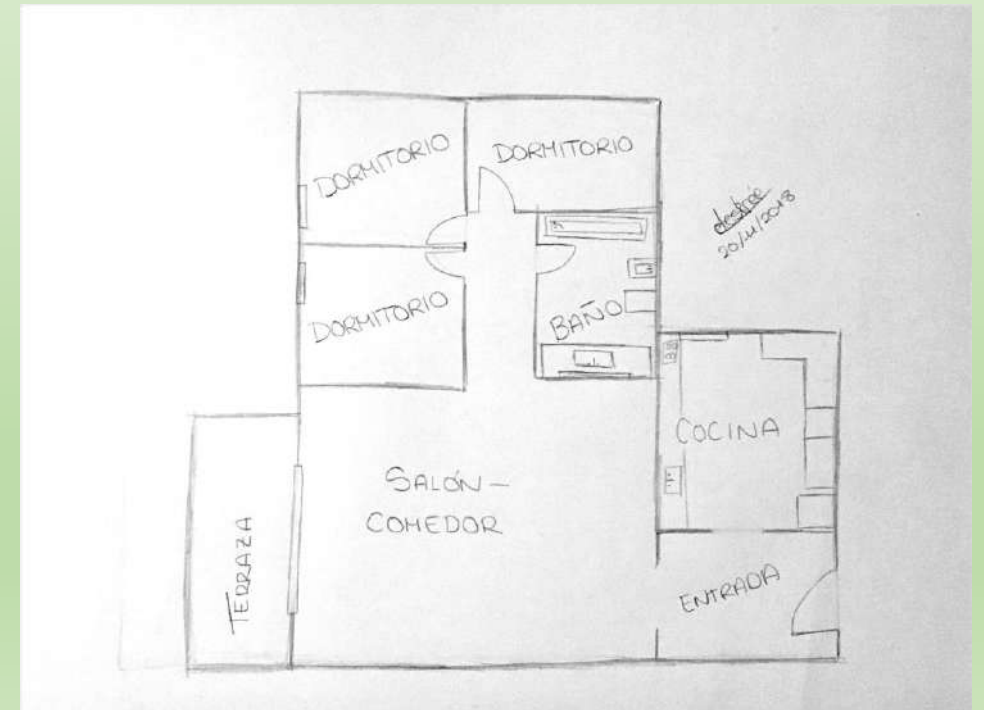 DORMITORIO
DORMITORIO
20/11/2018
DORMITORIO
BAÑO
COCINA
SALÓN-
COMEDOR
TERRAZA
ENTRADA